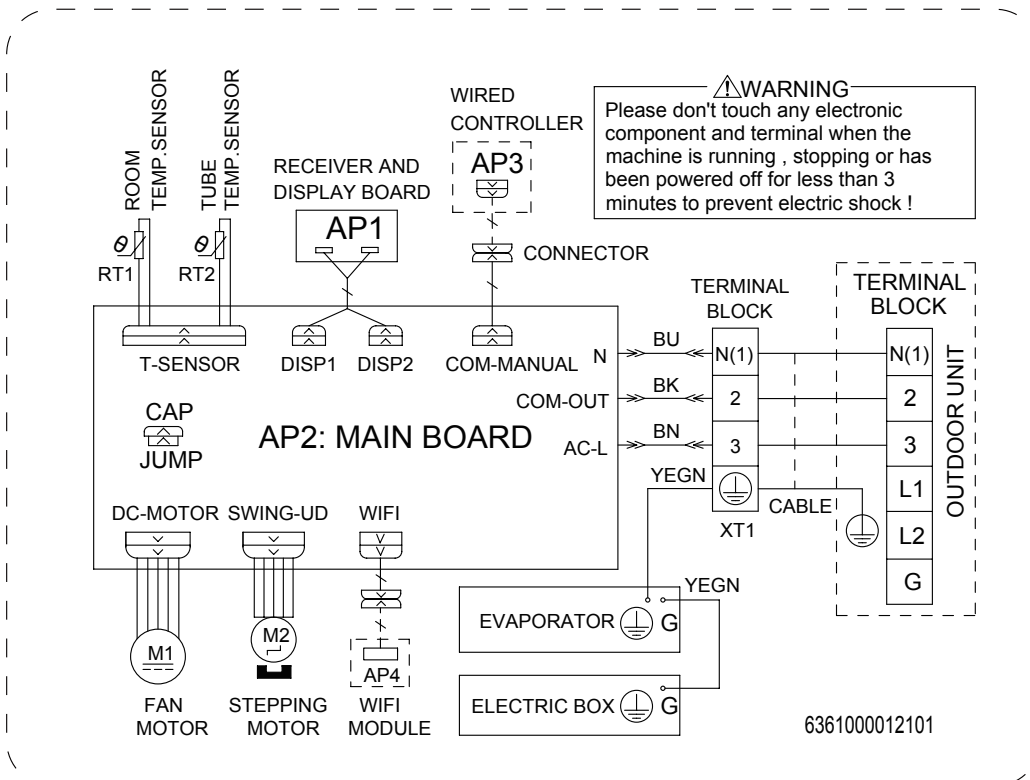 ROOM
TEMP.SENSOR
TUBE
TEMP.SENSOR
RT1
RT2
RECEIVER AND
DISPLAY BOARD
AP1
WIRED
CONTROLLER
AP3
CONNECTOR
WARNING
Please don't touch any electronic
component and terminal when the
machine is running , stopping or has
been powered off for less than 3
minutes to prevent electric shock !
T-SENSOR
DISP1
DISP2
COM-MANUAL
N
COM-OUT
AC-L
CAP
JUMP
AP2: MAIN BOARD
DC-MOTOR
SWING-UD
WIFI
BU
BK
BN
YEGN
TERMINAL
BLOCK
N(1)
2
3
XT1
CABLE
TERMINAL
BLOCK
N(1)
2
3
L1
L2
G
OUTDOOR UNIT
M1
FAN
MOTOR
M2
STEPPING
MOTOR
AP4
WIFI
MODULE
EVAPORATOR
G
YEGN
ELECTRIC BOX
G
6361000012101